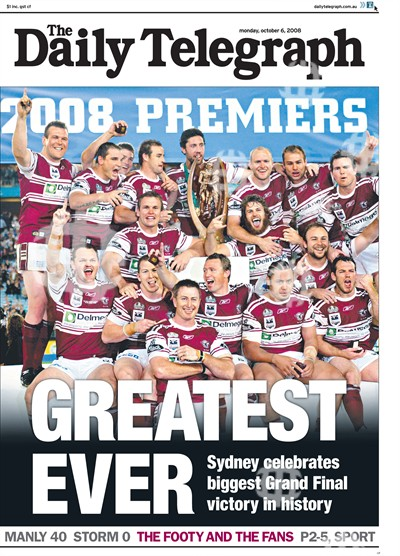 $1 inc. gst
dailytelegraph.com.au
The
monday, october 6, 2008
Daily Telegraph
2008 PREMIERS
Delmege
GREATEST
EVER
Sydney celebrates
biggest Grand Final
victory in history
MANLY 40 STORM 0 THE FOOTY AND THE FANS P2-5, SPORT